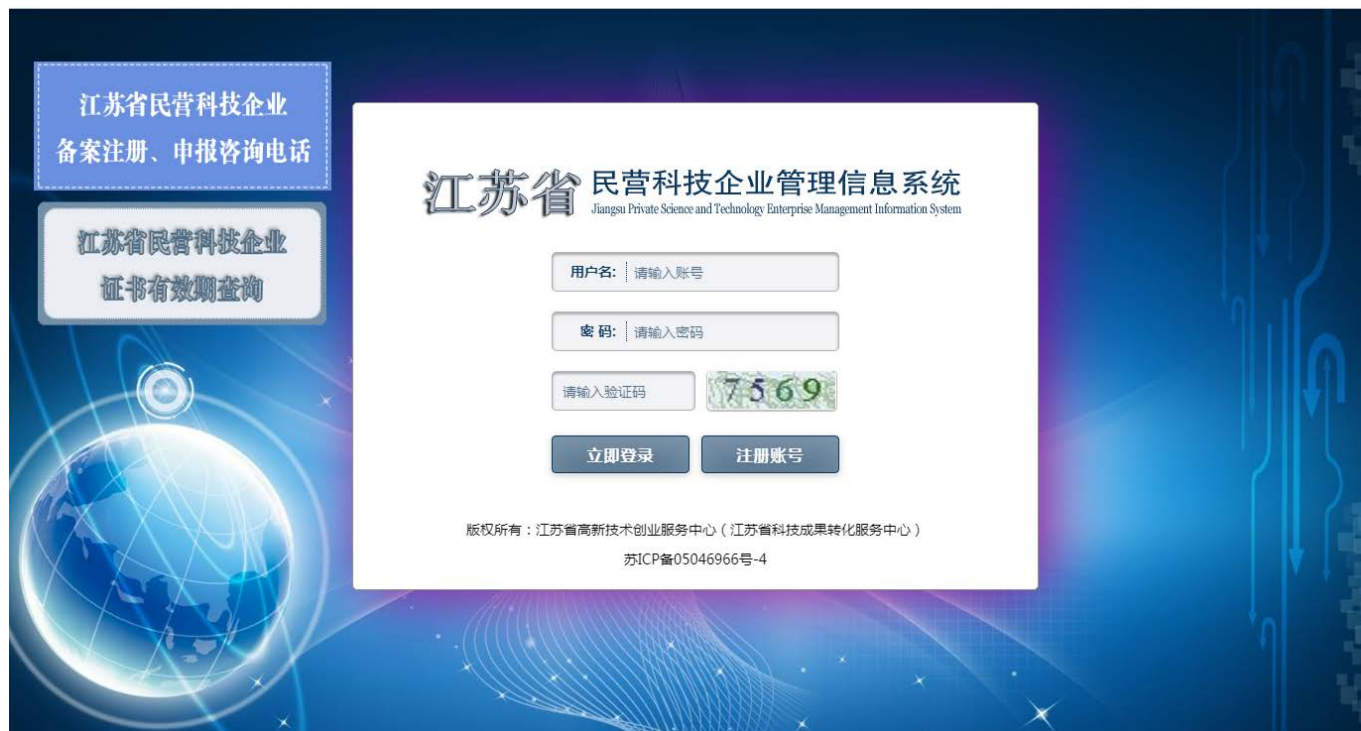 江苏省民营科技企业
备案注册、申报咨询电话
江苏省民营科技企业
证书有效期查询
江苏省 民营科技企业管理信息系统
Jiangsu Private Science and Technology Enterprise Management Information System
用户名: 请输入账号
密 码: 请输入密码
请输入验证码 7569
立即登录 注册账号
版权所有：江苏省高新技术创业服务中心（江苏省科技成果转化服务中心）
苏ICP备05046966号-4